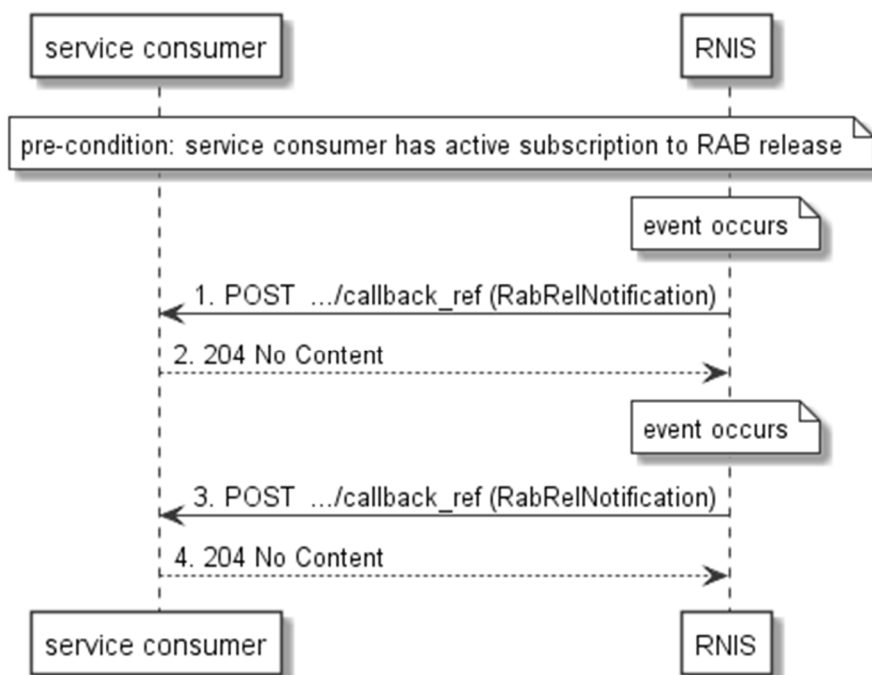 service consumer
RNIS
pre-condition: service consumer has active subscription to RAB release
event occurs
1. POST .../callback_ref (RabRelNotification)
2. 204 No Content
event occurs
3. POST .../callback_ref (RabRelNotification)
4. 204 No Content
service consumer
RNIS